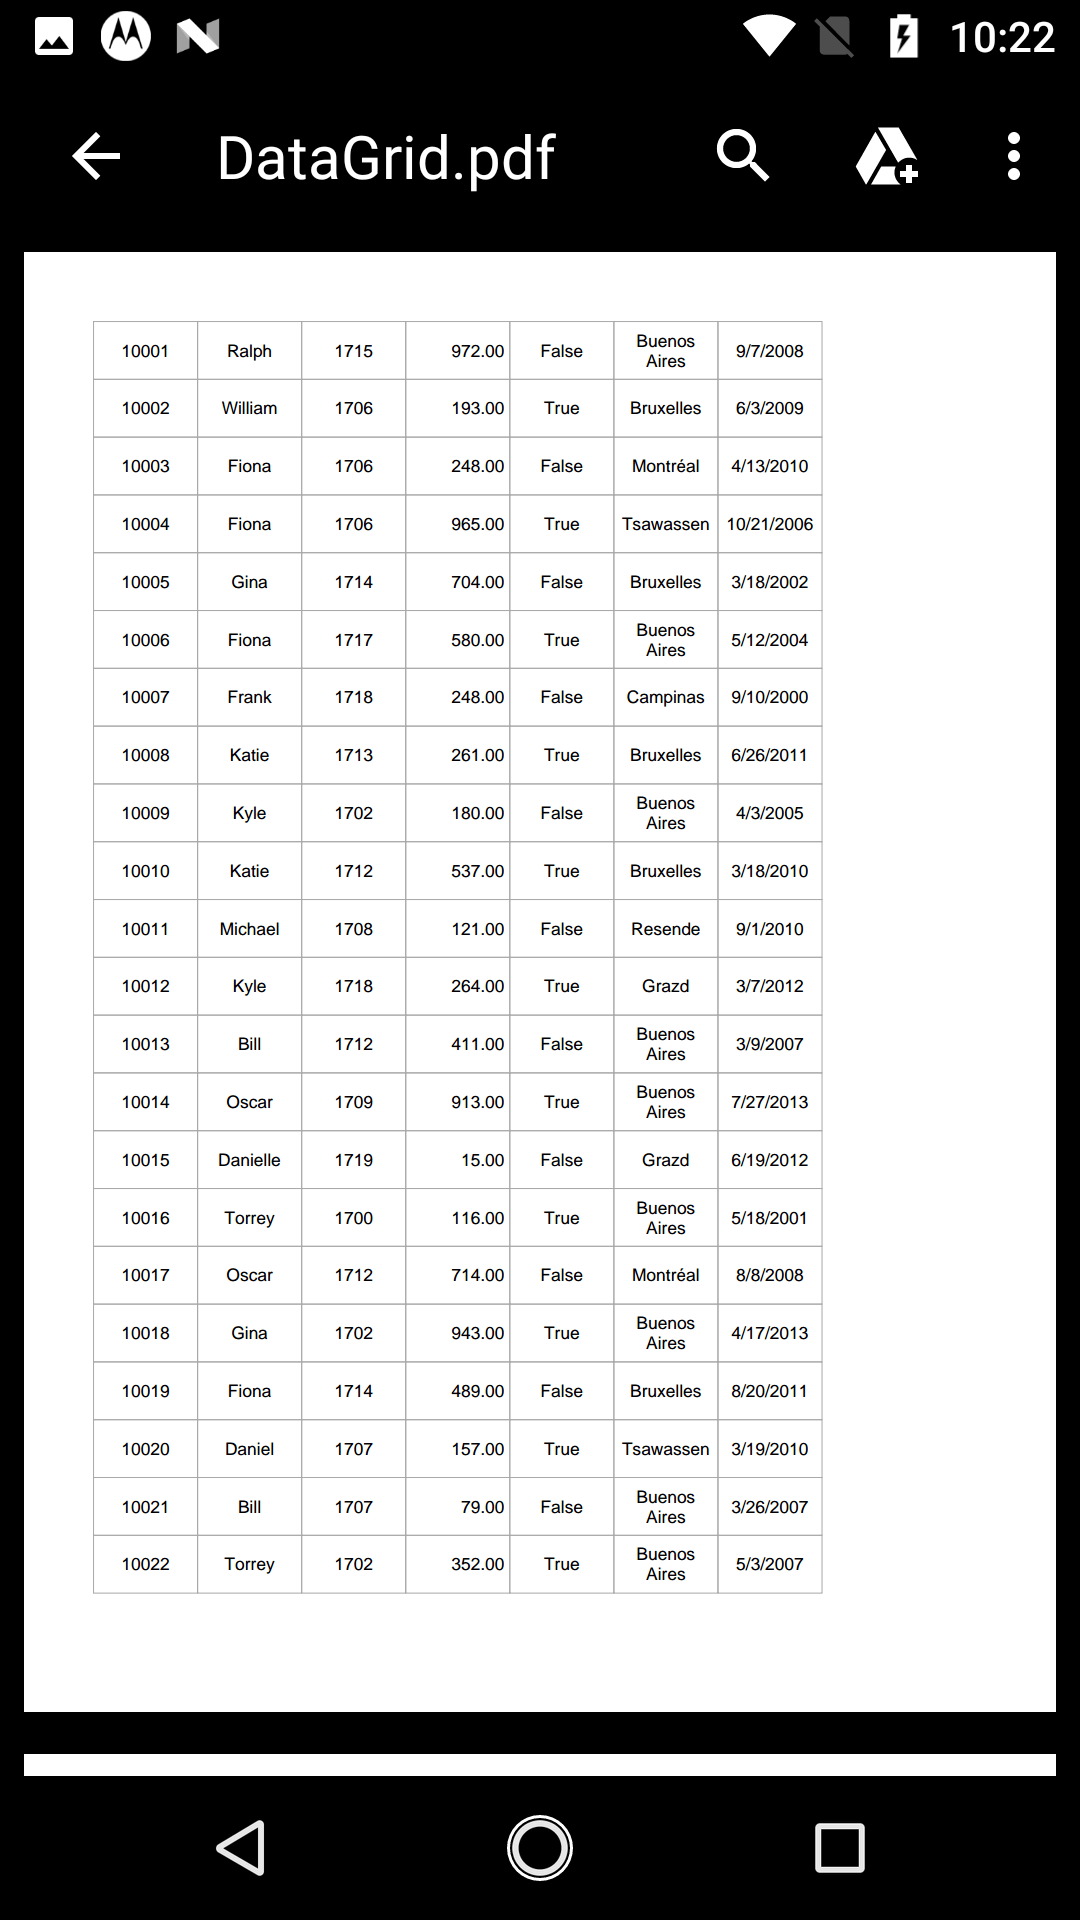 10:22
DataGrid.pdf
10001 Ralph 1715 972.00 False Buenos Aires 9/7/2008
10002 William 1706 193.00 True Bruxelles 6/3/2009
10003 Fiona 1706 248.00 False Montréal 4/13/2010
10004 Fiona 1706 965.00 True Tsawassen 10/21/2006
10005 Gina 1714 704.00 False Bruxelles 3/18/2002
10006 Fiona 1717 580.00 True Buenos Aires 5/12/2004
10007 Frank 1718 248.00 False Campinas 9/10/2000
10008 Katie 1713 261.00 True Bruxelles 6/26/2011
10009 Kyle 1702 180.00 False Buenos Aires 4/3/2005
10010 Katie 1712 537.00 True Bruxelles 3/18/2010
10011 Michael 1708 121.00 False Resende 9/1/2010
10012 Kyle 1718 264.00 True Grazd 3/7/2012
10013 Bill 1712 411.00 False Buenos Aires 3/9/2007
10014 Oscar 1709 913.00 True Buenos Aires 7/27/2013
10015 Danielle 1719 15.00 False Grazd 6/19/2012
10016 Torrey 1700 116.00 True Buenos Aires 5/18/2001
10017 Oscar 1712 714.00 False Montréal 8/8/2008
10018 Gina 1702 943.00 True Buenos Aires 4/17/2013
10019 Fiona 1714 489.00 False Bruxelles 8/20/2011
10020 Daniel 1707 157.00 True Tsawassen 3/19/2010
10021 Bill 1707 79.00 False Buenos Aires 3/26/2007
10022 Torrey 1702 352.00 True Buenos Aires 5/3/2007